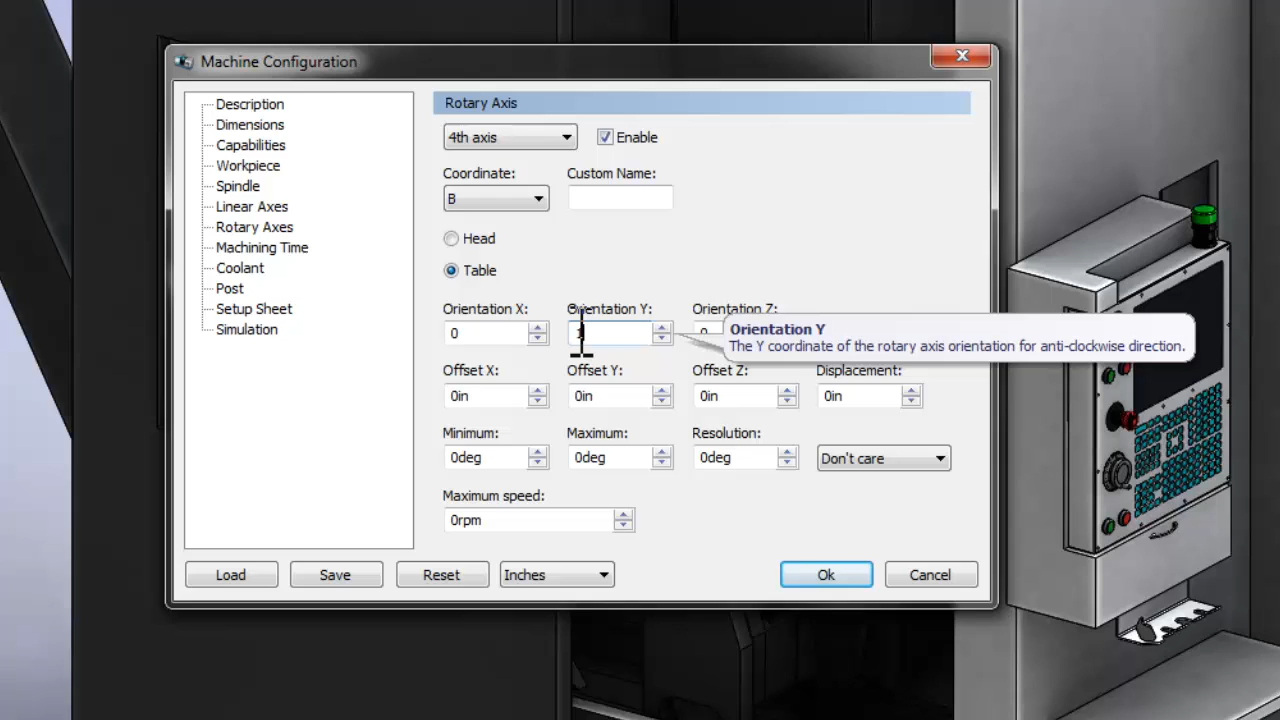 Machine Configuration
Description
Dimensions
Capabilities
Workpiece
Spindle
Linear Axes
Rotary Axes
Machining Time
Coolant
Post
Setup Sheet
Simulation
Rotary Axis
4th axis
Enable
Coordinate:
Custom Name:
B
Head
Table
Orientation X:
Orientation Y:
Orientation Z:
0
1
0
Orientation Y
The Y coordinate of the rotary axis orientation for anti-clockwise direction.
Offset X:
Offset Y:
Offset Z:
Displacement:
0in
0in
0in
0in
Minimum:
Maximum:
Resolution:
0deg
0deg
0deg
Don't care
Maximum speed:
0rpm
Load
Save
Reset
Inches
Ok
Cancel